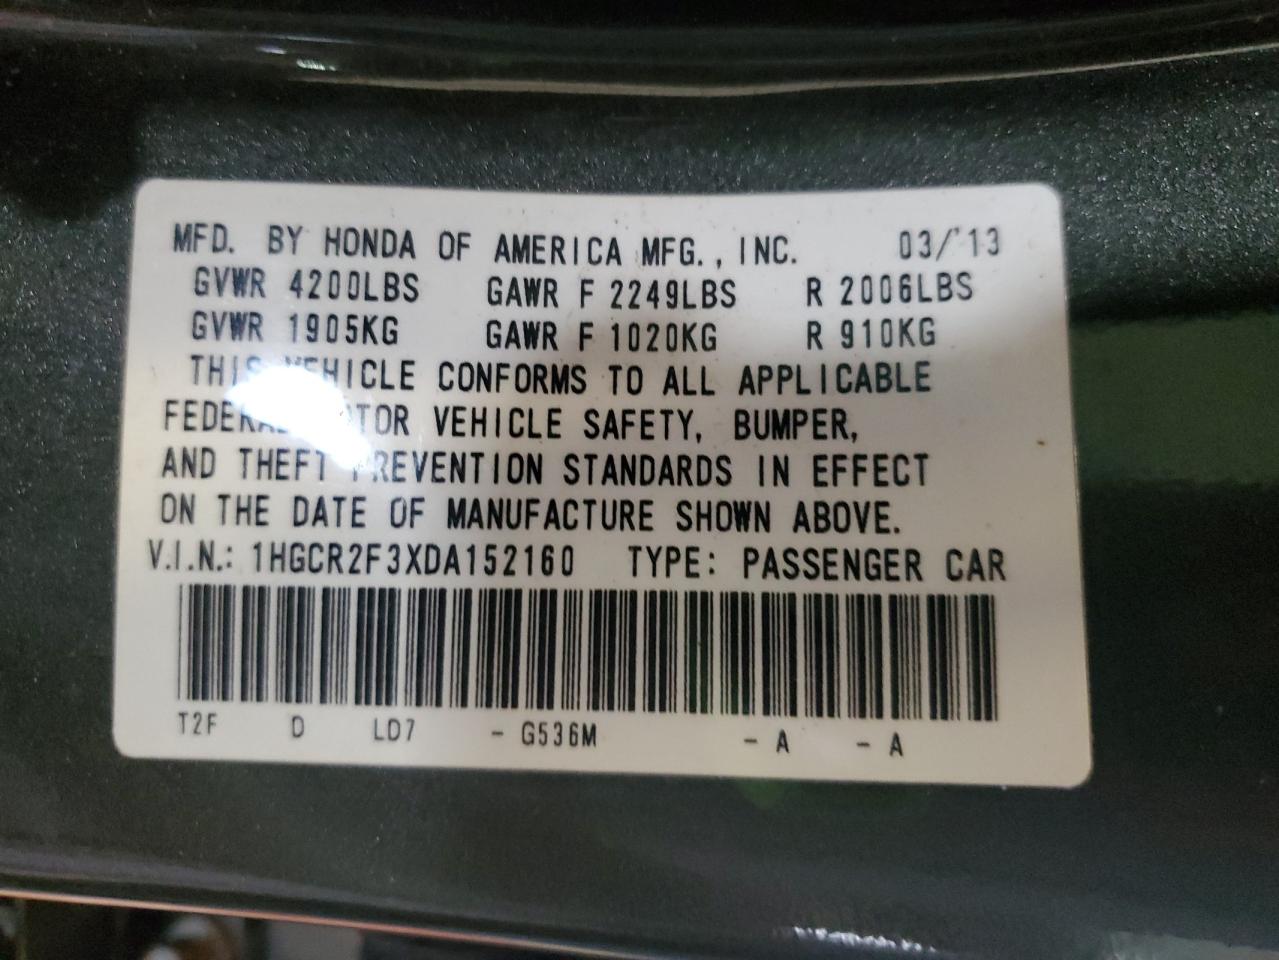 MFD. BY HONDA OF AMERICA MFG., INC. 03/'13
GVWR 4200LBS GAWR F 2249LBS R 2006LBS
GVWR 1905KG GAWR F 1020KG R 910KG
THIS VEHICLE CONFORMS TO ALL APPLICABLE
FEDERAL MOTOR VEHICLE SAFETY, BUMPER,
AND THEFT PREVENTION STANDARDS IN EFFECT
ON THE DATE OF MANUFACTURE SHOWN ABOVE.
V.I.N.: 1HGCR2F3XDA152160 TYPE: PASSENGER CAR
T2F D LD7 - G536M - A - A